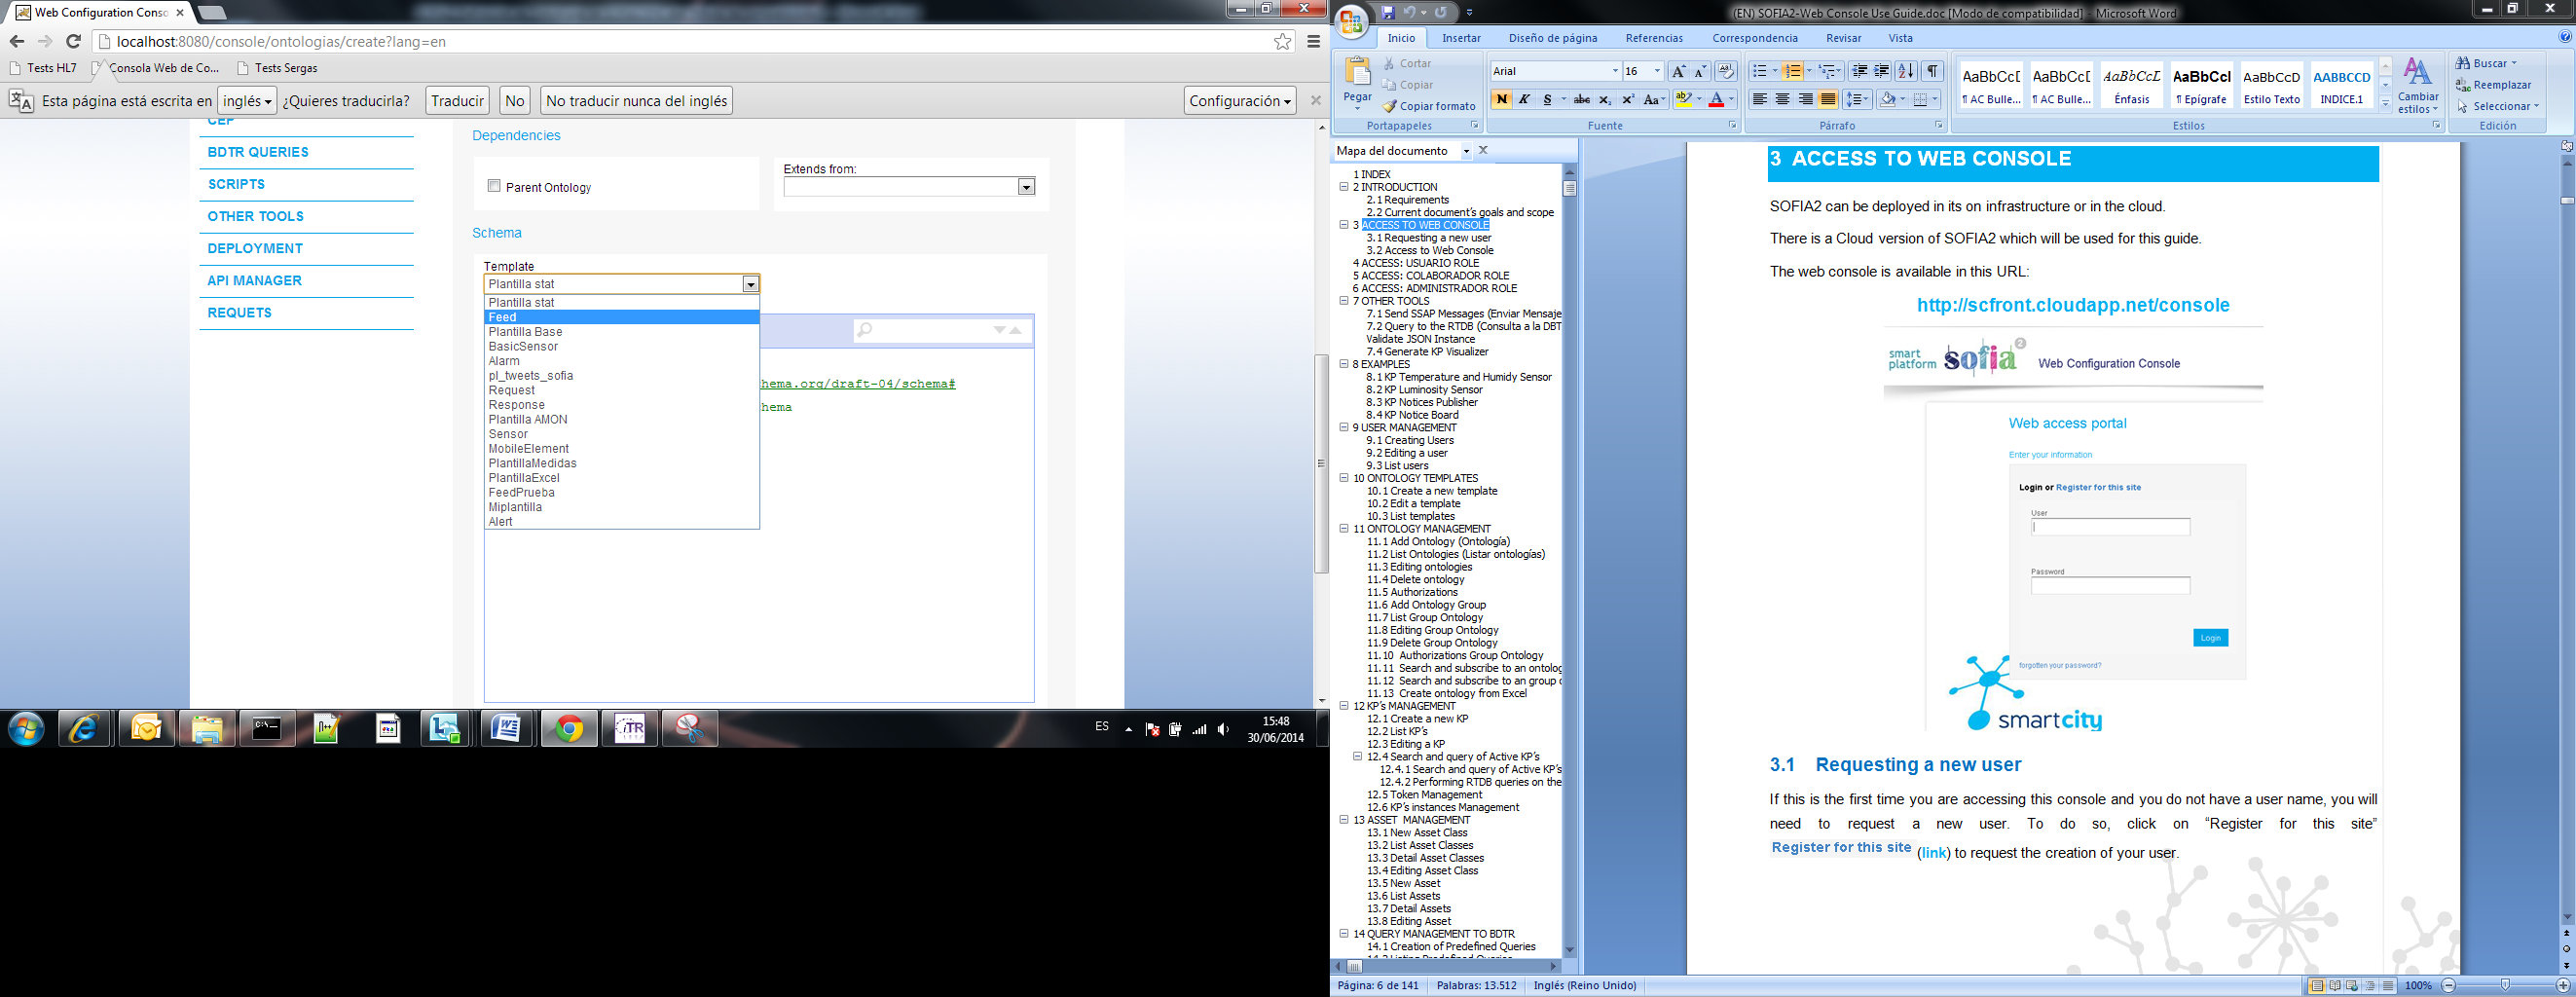 Web Configuration Conso
localhost:8080/console/ontologias/create?lang=en
Tests HL7
Consola Web de Co...
Tests Sergas
Esta página está escrita en
inglés
¿Quieres traducirla?
Traducir
No
No traducir nunca del inglés
Configuración
CEP
BDTR QUERIES
SCRIPTS
OTHER TOOLS
DEPLOYMENT
API MANAGER
REQUETS
Dependencies
Parent Ontology
Extends from:
Schema
Template
Plantilla stat
Plantilla stat
Feed
Plantilla Base
BasicSensor
Alarm
pl_tweets_sofia
Request
Response
Plantilla AMON
Sensor
MobileElement
PlantillaMedidas
PlantillaExcel
FeedPrueba
Miplantilla
Alert
hema.org/draft-04/schema#
hema
ES
15:48
30/06/2014
(EN) SOFIA2-Web Console Use Guide.doc [Modo de compatibilidad] - Microsoft Word
Inicio
Insertar
Diseño de página
Referencias
Correspondencia
Revisar
Vista
Pegar
Cortar
Copiar
Copiar formato
Portapapeles
Arial
16
Fuente
Párrafo
AaBbCcI
AaBbCcI
AaBbCcL
AaBbCcI
AaBbCcD
AABBCCD
¶ AC Bulle...
¶ AC Bulle...
Énfasis
¶ Epígrafe
Estilo Texto
INDICE.1
Cambiar
estilos
Estilos
Buscar
Reemplazar
Seleccionar
Edición
Mapa del documento
1 INDEX
2 INTRODUCTION
2.1 Requirements
2.2 Current document's goals and scope
3 ACCESS TO WEB CONSOLE
3.1 Requesting a new user
3.2 Access to Web Console
4 ACCESS: USUARIO ROLE
5 ACCESS: COLABORADOR ROLE
6 ACCESS: ADMINISTRADOR ROLE
7 OTHER TOOLS
7.1 Send SSAP Messages (Enviar Mensaje
7.2 Query to the RTDB (Consulta a la DBT
Validate JSON Instance
7.4 Generate KP Visualizer
8 EXAMPLES
8.1 KP Temperature and Humidy Sensor
8.2 KP Luminosity Sensor
8.3 KP Notices Publisher
8.4 KP Notice Board
9 USER MANAGEMENT
9.1 Creating Users
9.2 Editing a user
9.3 List users
10 ONTOLOGY TEMPLATES
10.1 Create a new template
10.2 Edit a template
10.3 List templates
11 ONTOLOGY MANAGEMENT
11.1 Add Ontology (Ontología)
11.2 List Ontologies (Listar ontologías)
11.3 Editing ontologies
11.4 Delete ontology
11.5 Authorizations
11.6 Add Ontology Group
11.7 List Group Ontology
11.8 Editing Group Ontology
11.9 Delete Group Ontology
11.10 Authorizations Group Ontology
11.11 Search and subscribe to an ontolog
11.12 Search and subscribe to an group o
11.13 Create ontology from Excel
12 KP's MANAGEMENT
12.1 Create a new KP
12.2 List KP's
12.3 Editing a KP
12.4 Search and query of Active KP's
12.4.1 Search and query of Active KP's
12.4.2 Performing RTDB queries on the
12.5 Token Management
12.6 KP's instances Management
13 ASSET MANAGEMENT
13.1 New Asset Class
13.2 List Asset Classes
13.3 Detail Asset Classes
13.4 Editing Asset Class
13.5 New Asset
13.6 List Assets
13.7 Detail Assets
13.8 Editing Asset
14 QUERY MANAGEMENT TO BDTR
14.1 Creation of Predefined Queries
3 ACCESS TO WEB CONSOLE
SOFIA2 can be deployed in its on infrastructure or in the cloud.
There is a Cloud version of SOFIA2 which will be used for this guide.
The web console is available in this URL:
http://scfront.cloudapp.net/console
smart platform sofia2
Web Configuration Console
Web access portal
Enter your information
Login or Register for this site
User
Password
Login
forgotten your password?
smartcity
3.1 Requesting a new user
If this is the first time you are accessing this console and you do not have a user name, you will
need to request a new user. To do so, click on “Register for this site”
Register for this site (link) to request the creation of your user.
Página: 6 de 141
Palabras: 13.512
Inglés (Reino Unido)
100%